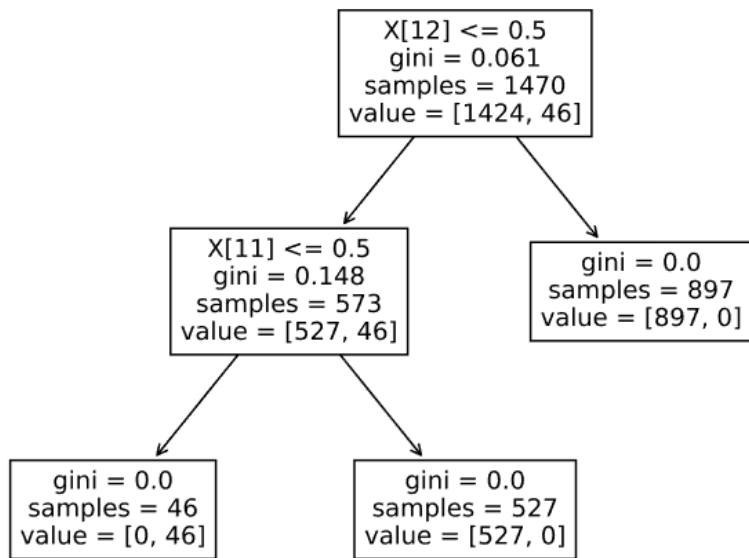 X[12] <= 0.5
gini = 0.061
samples = 1470
value = [1424, 46]
X[11] <= 0.5
gini = 0.148
samples = 573
value = [527, 46]
gini = 0.0
samples = 897
value = [897, 0]
gini = 0.0
samples = 46
value = [0, 46]
gini = 0.0
samples = 527
value = [527, 0]